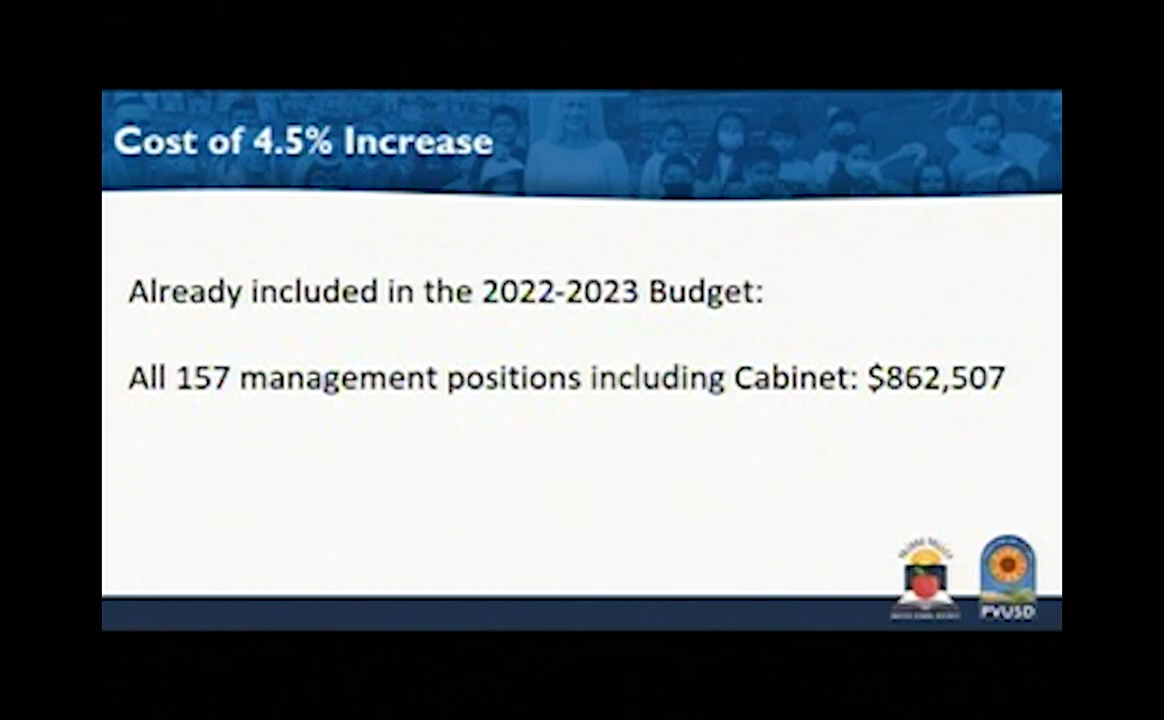 Cost of 4.5% Increase
Already included in the 2022-2023 Budget:
All 157 management positions including Cabinet: $862,507
PVUSD